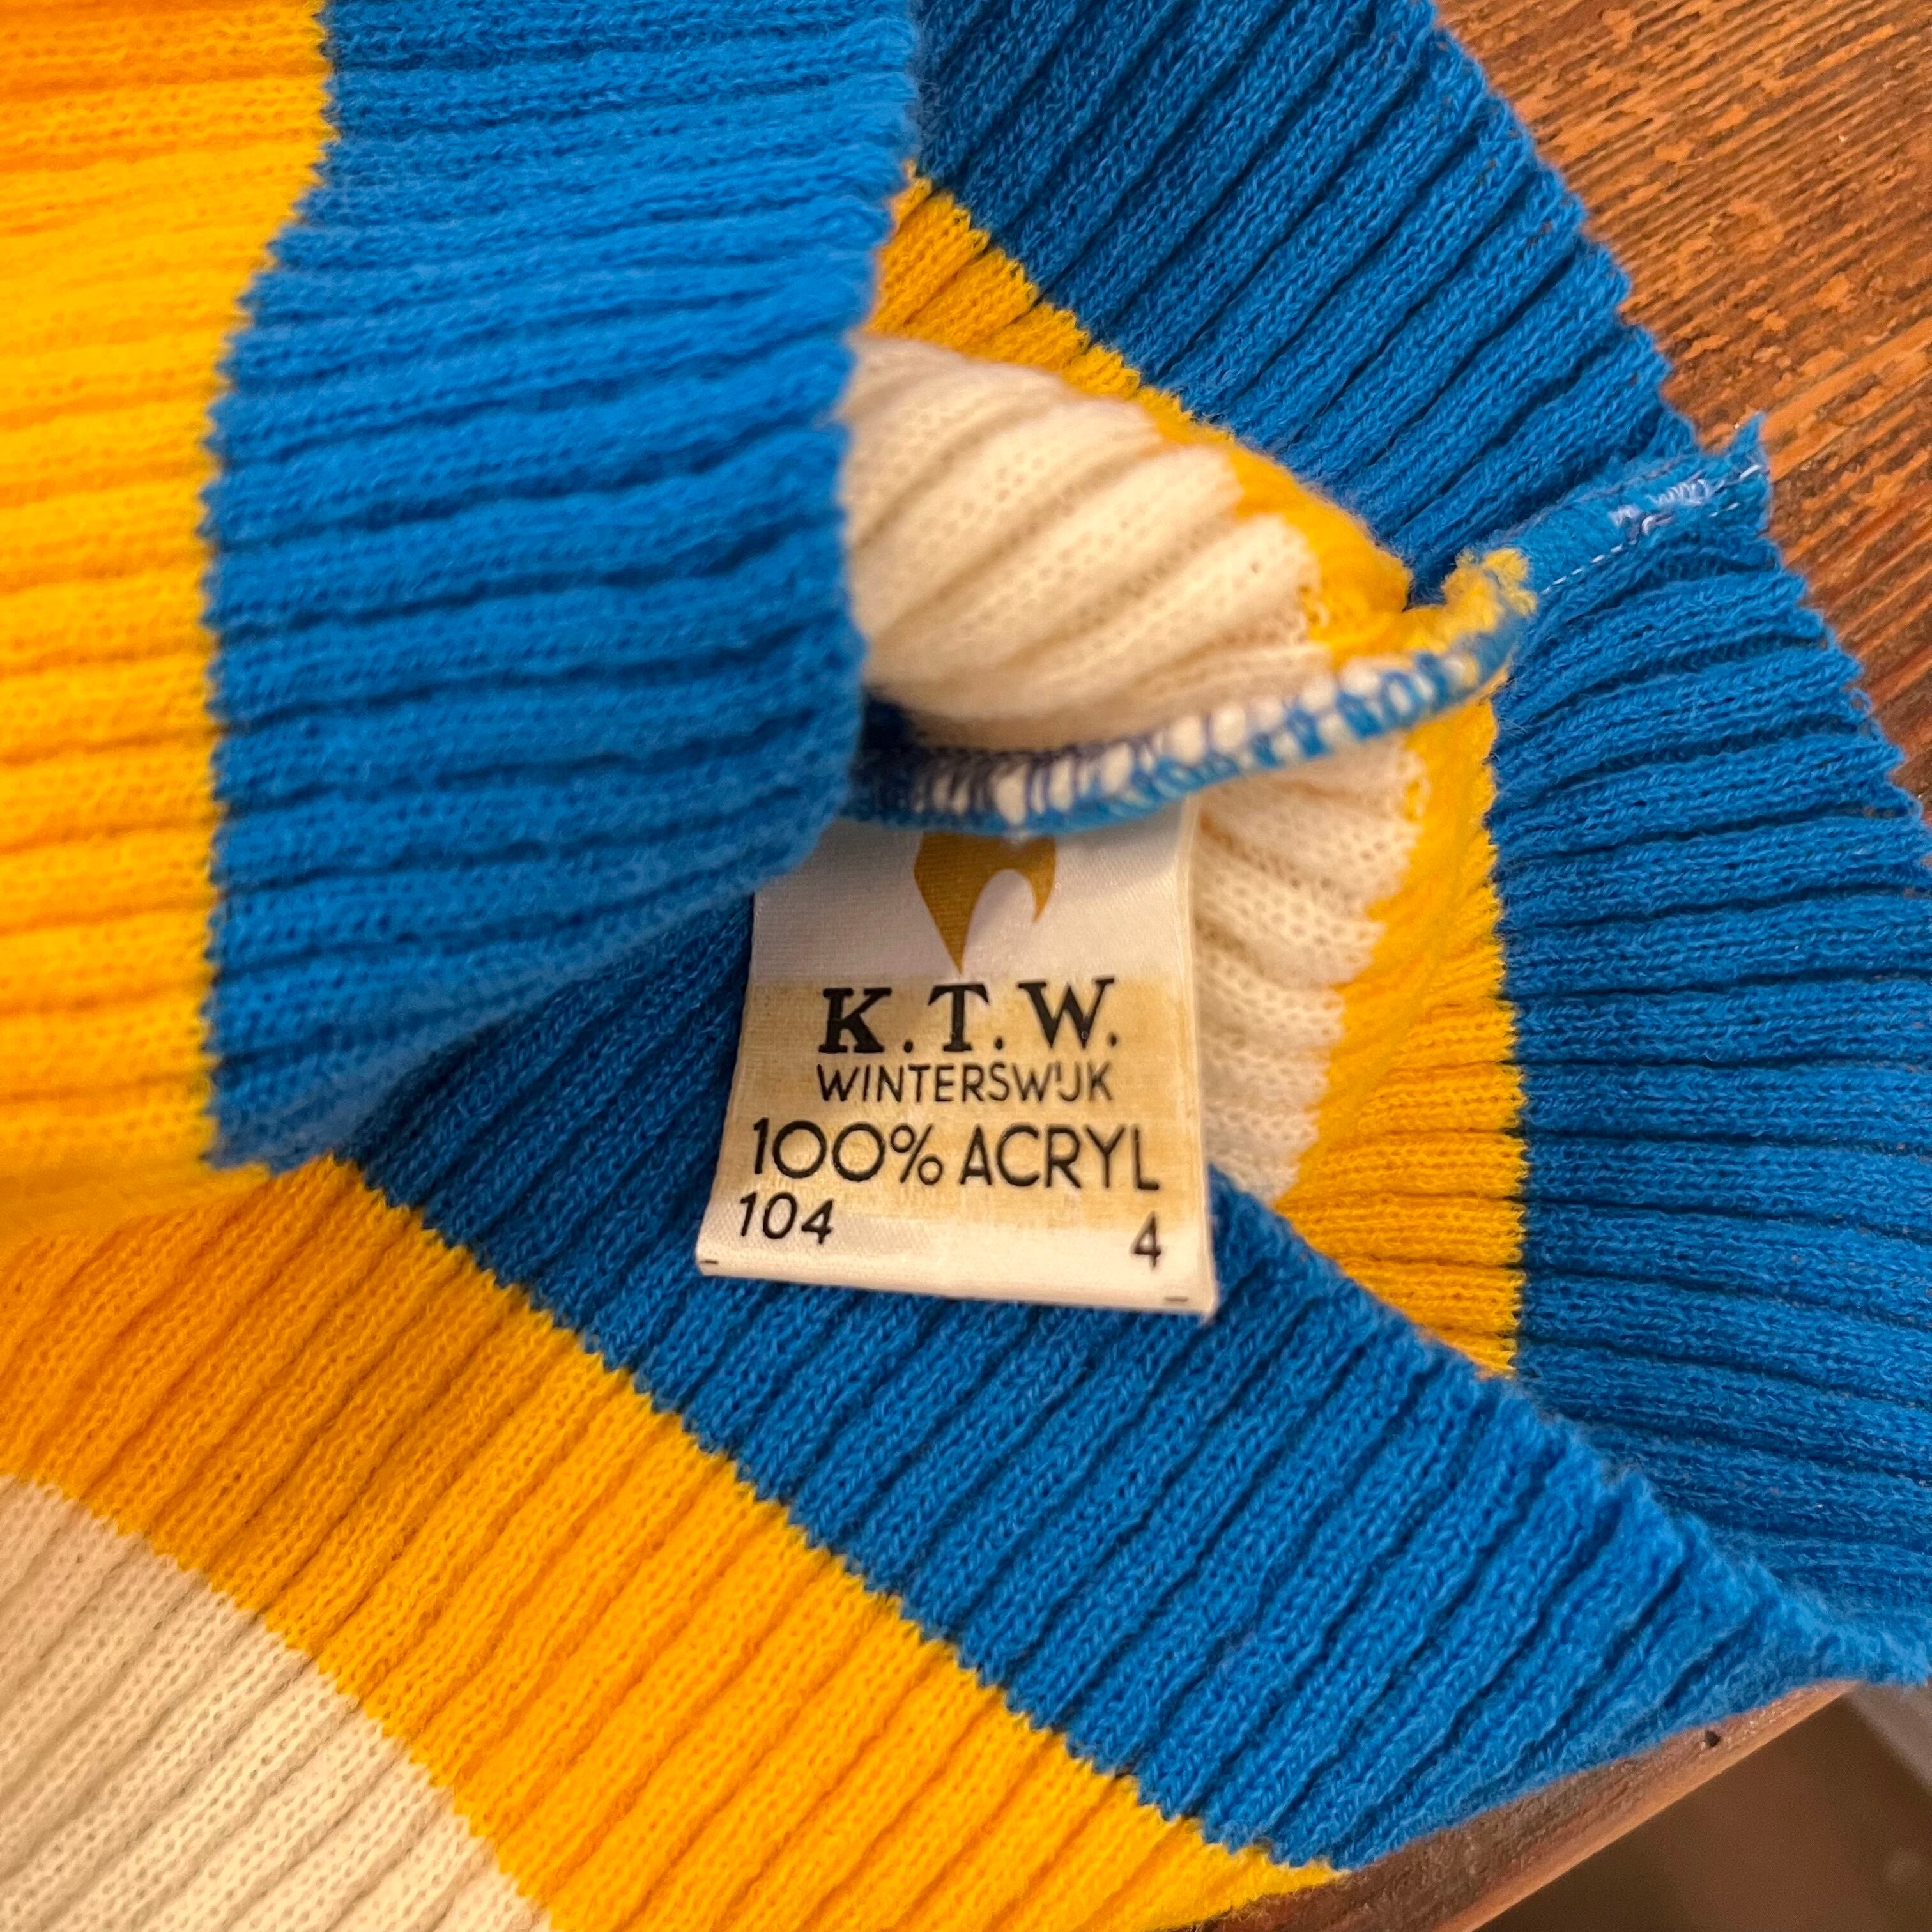 K.T.W.
WINTERSWIJK
100% ACRYL
104 4